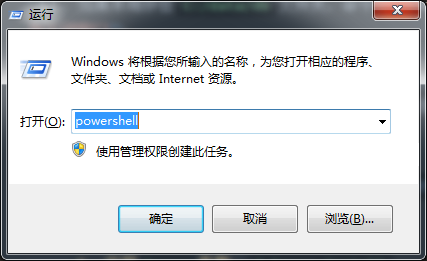 运行
Windows 将根据您所输入的名称，为您打开相应的程序、
文件夹、文档或 Internet 资源。
打开(O): powershell
使用管理权限创建此任务。
确定 取消 浏览(B)...